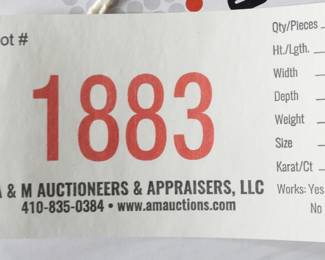 ot #
1883
A & M AUCTIONEERS & APPRAISERS, LLC
410-835-0384 • www.amauctions.com
Qty/Pieces
Ht./Lgth.
Width
Depth
Weight
Size
Karat/Ct
Works: Yes
No